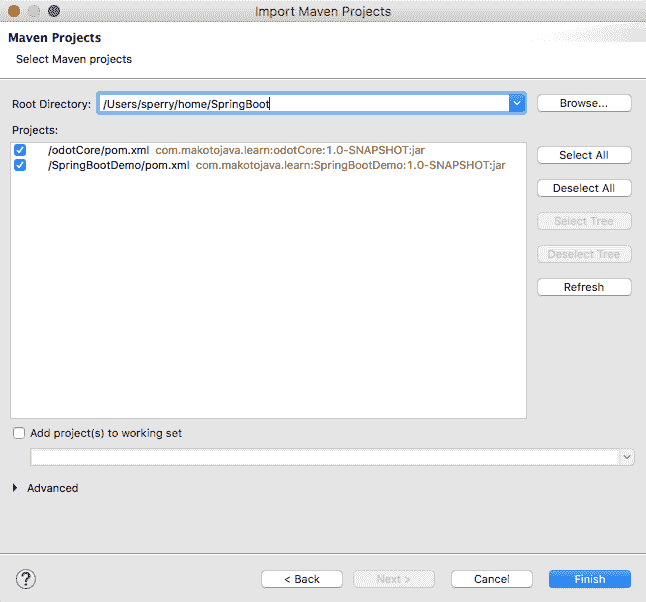 Import Maven Projects
Maven Projects
Select Maven projects
Root Directory: /Users/sperry/home/SpringBoot Browse...
Projects:
/odotCore/pom.xml com.makotojava.learn:odotCore:1.0-SNAPSHOT:jar
/SpringBootDemo/pom.xml com.makotojava.learn:SpringBootDemo:1.0-SNAPSHOT:jar
Select All
Deselect All
Select Tree
Deselect Tree
Refresh
Add project(s) to working set
Advanced
? < Back Next > Cancel Finish